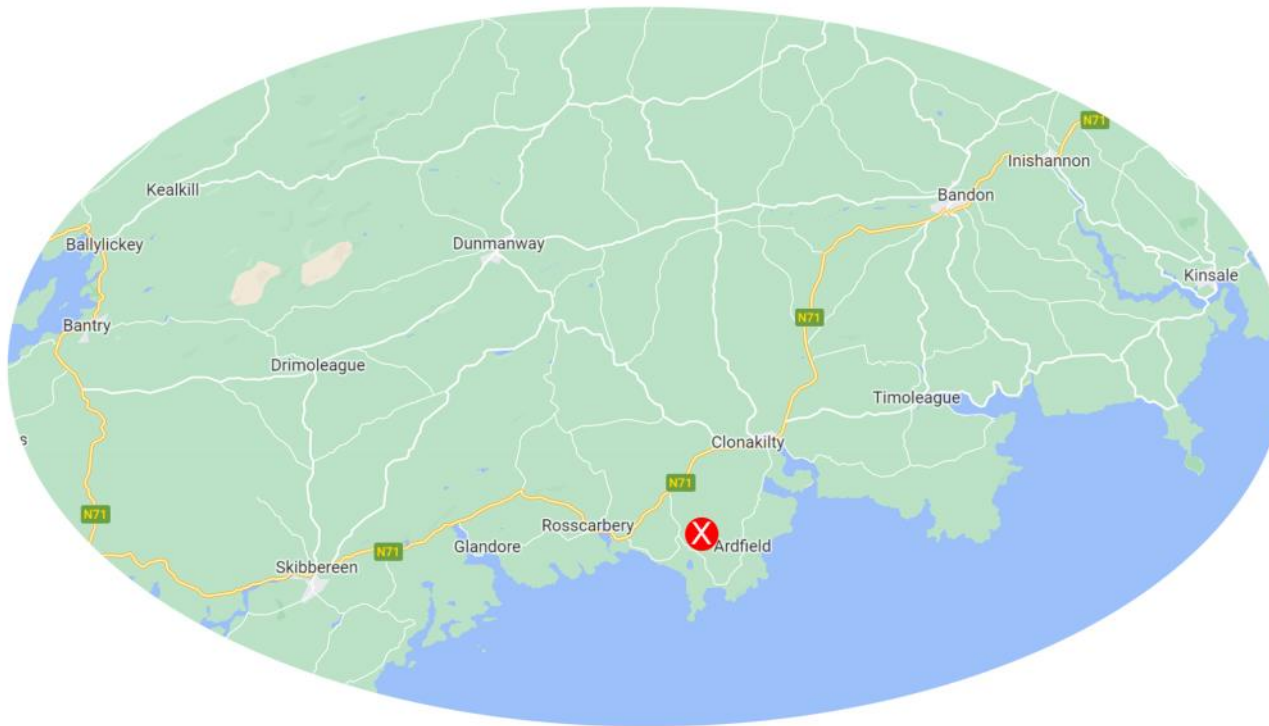 N71
Inishannon
Kealkill
Bandon
Ballylickey
Dunmanway
Kinsale
Bantry
N71
Drimoleague
Timoleague
s
Clonakilty
N71
N71
Rosscarbery
X
Glandore
Ardfield
N71
Skibbereen